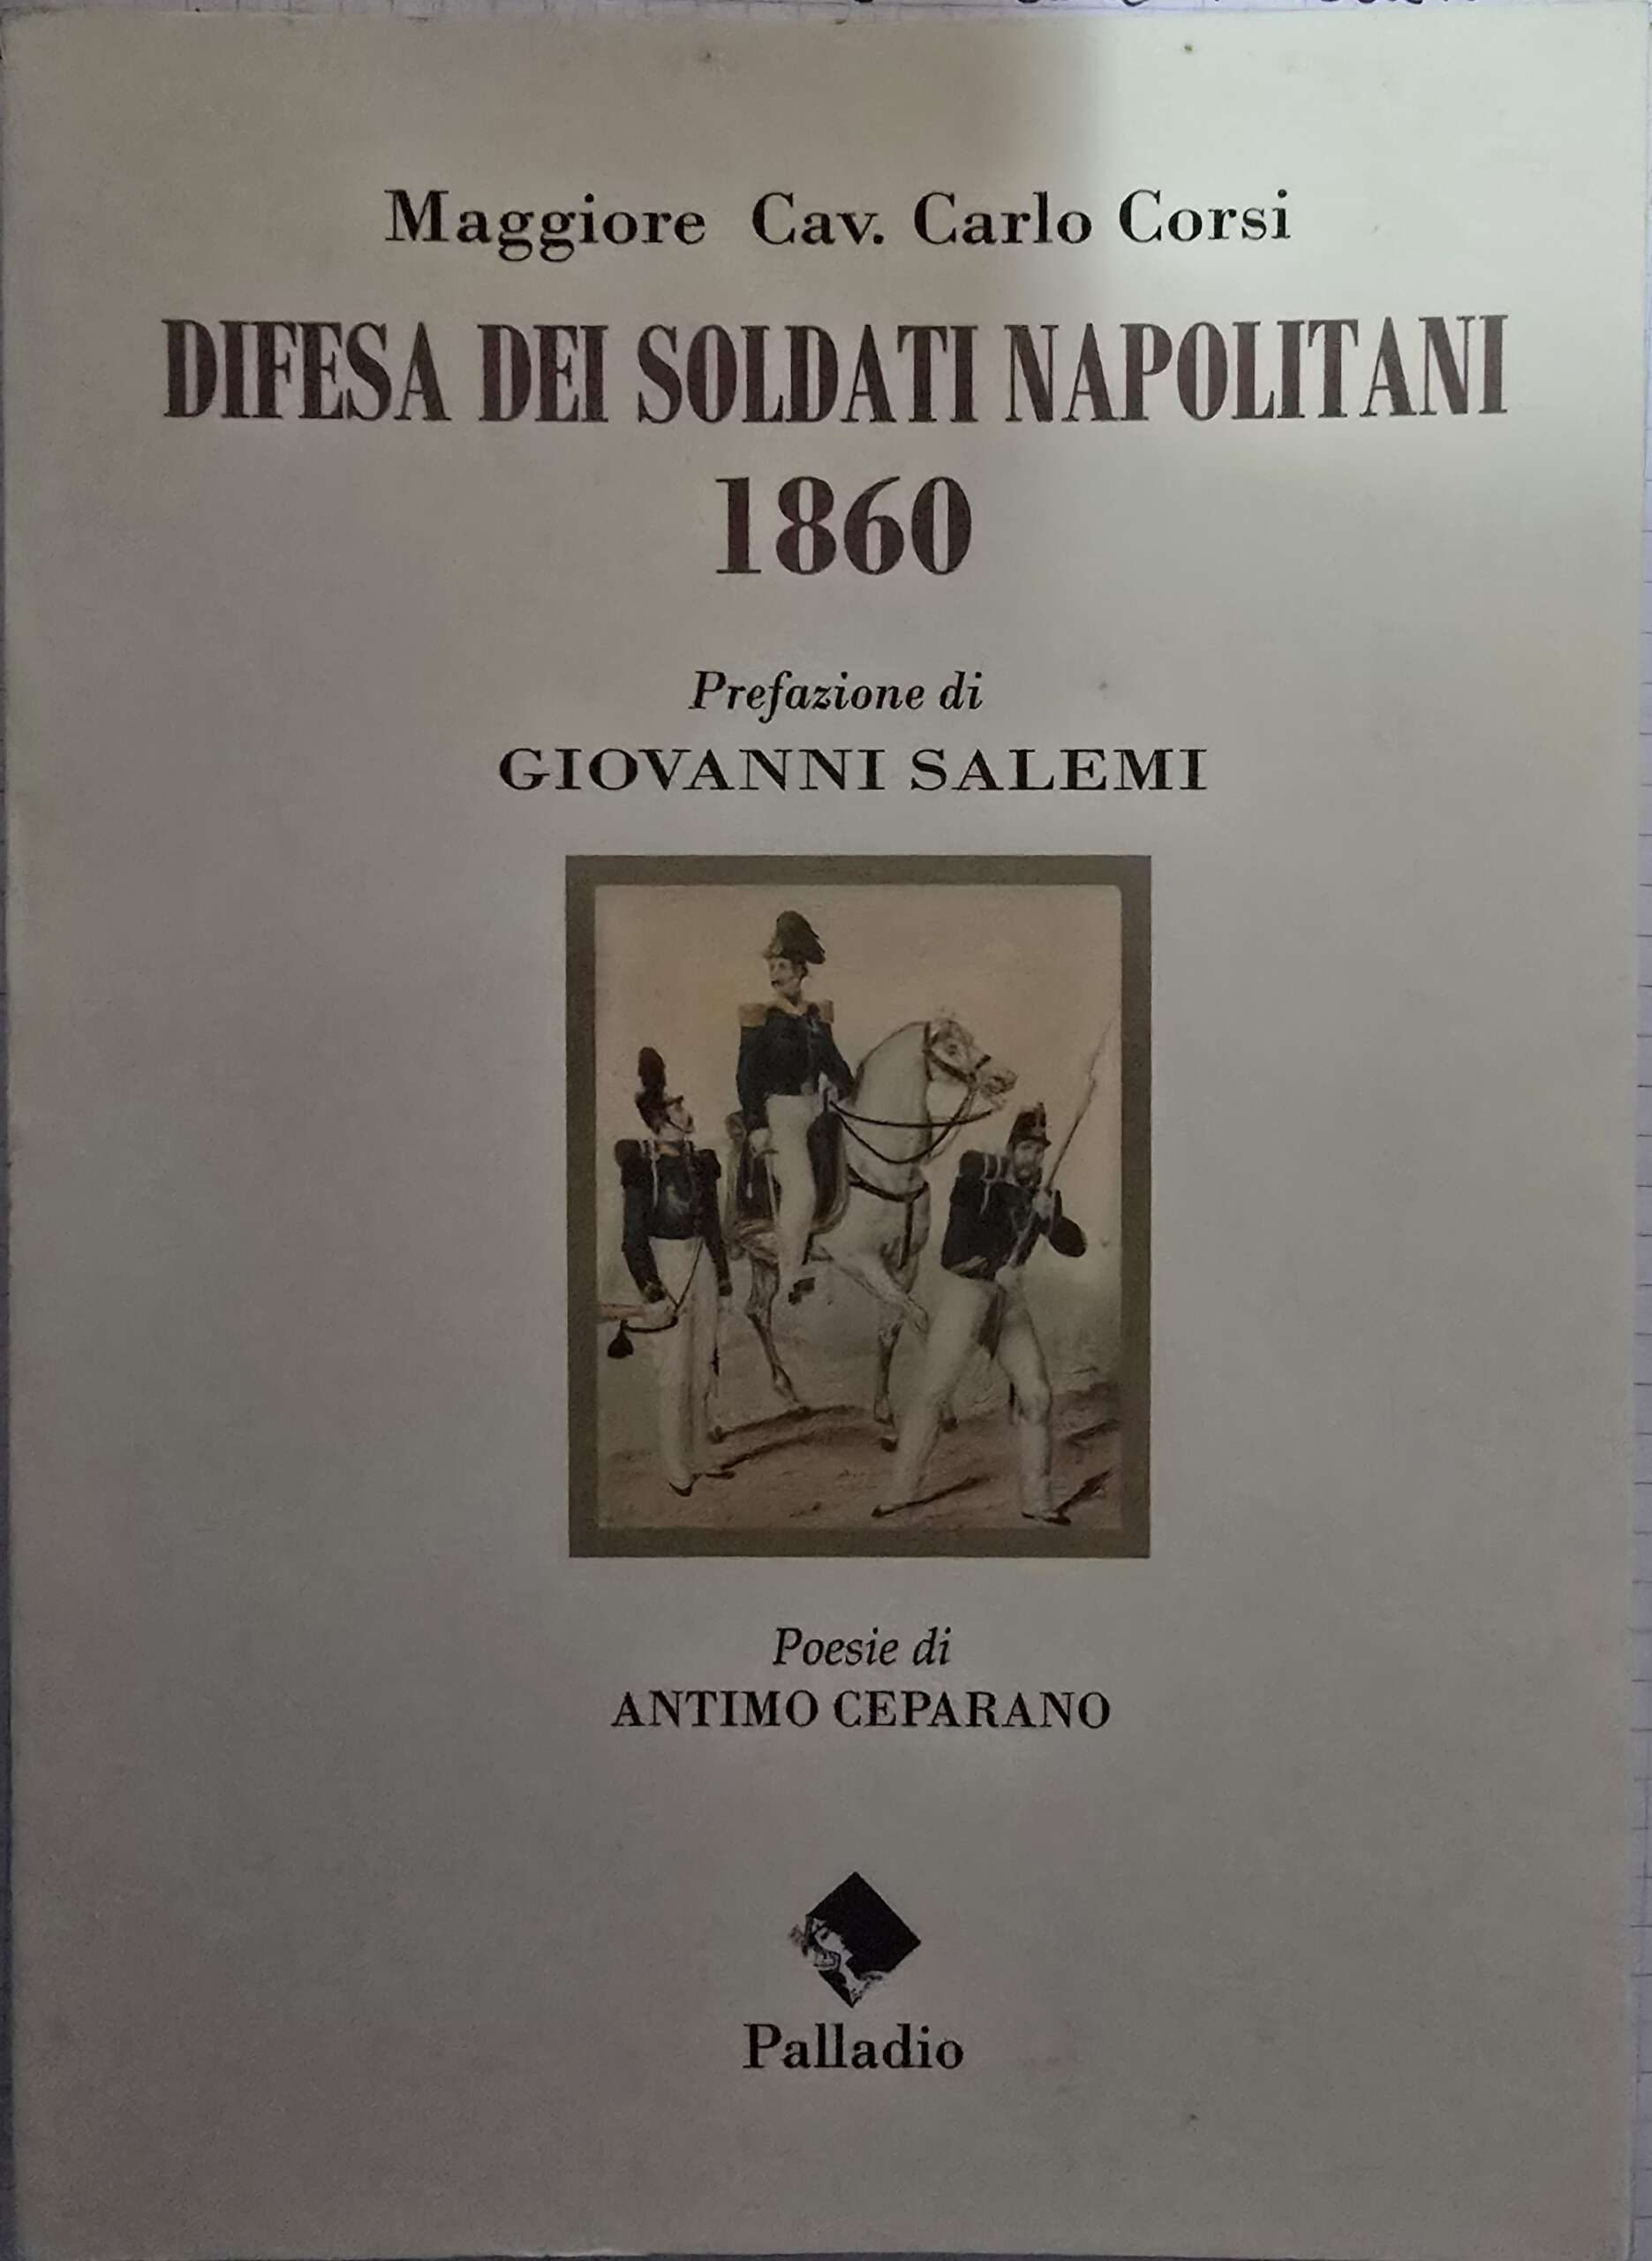 Maggiore Cav. Carlo Corsi
DIFESA DEI SOLDATI NAPOLITANI
1860
Prefazione di
GIOVANNI SALEMI
Poesie di
ANTIMO CEPARANO
Palladio